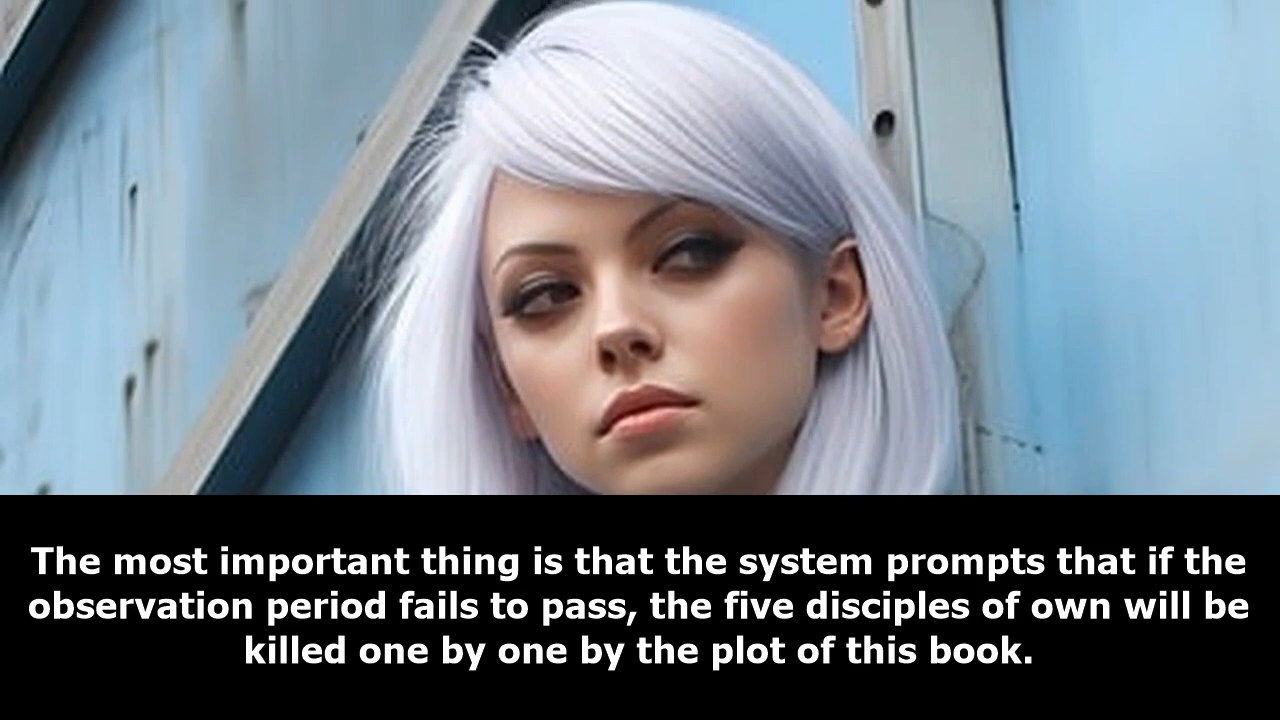 The most important thing is that the system prompts that if the
observation period fails to pass, the five disciples of own will be
killed one by one by the plot of this book.